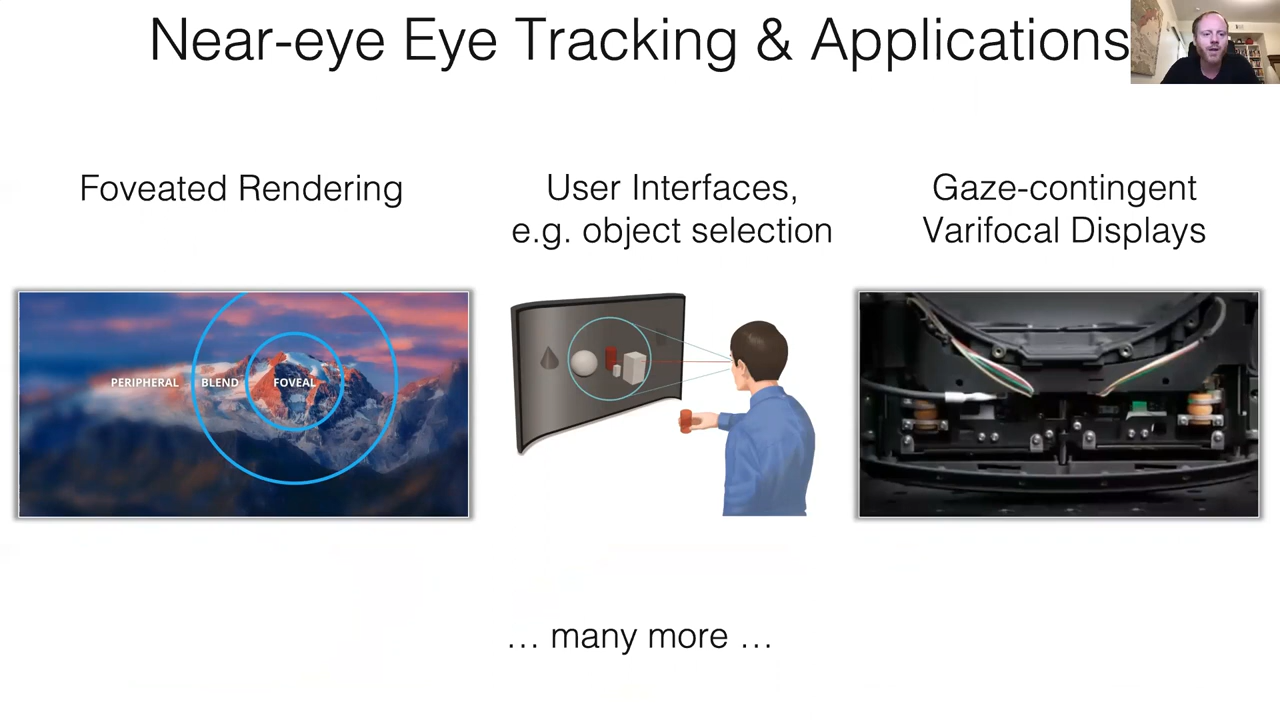 Near-eye Eye Tracking & Applications
Foveated Rendering
User Interfaces,
e.g. object selection
Gaze-contingent
Varifocal Displays
PERIPHERAL
BLEND
FOVEAL
… many more …